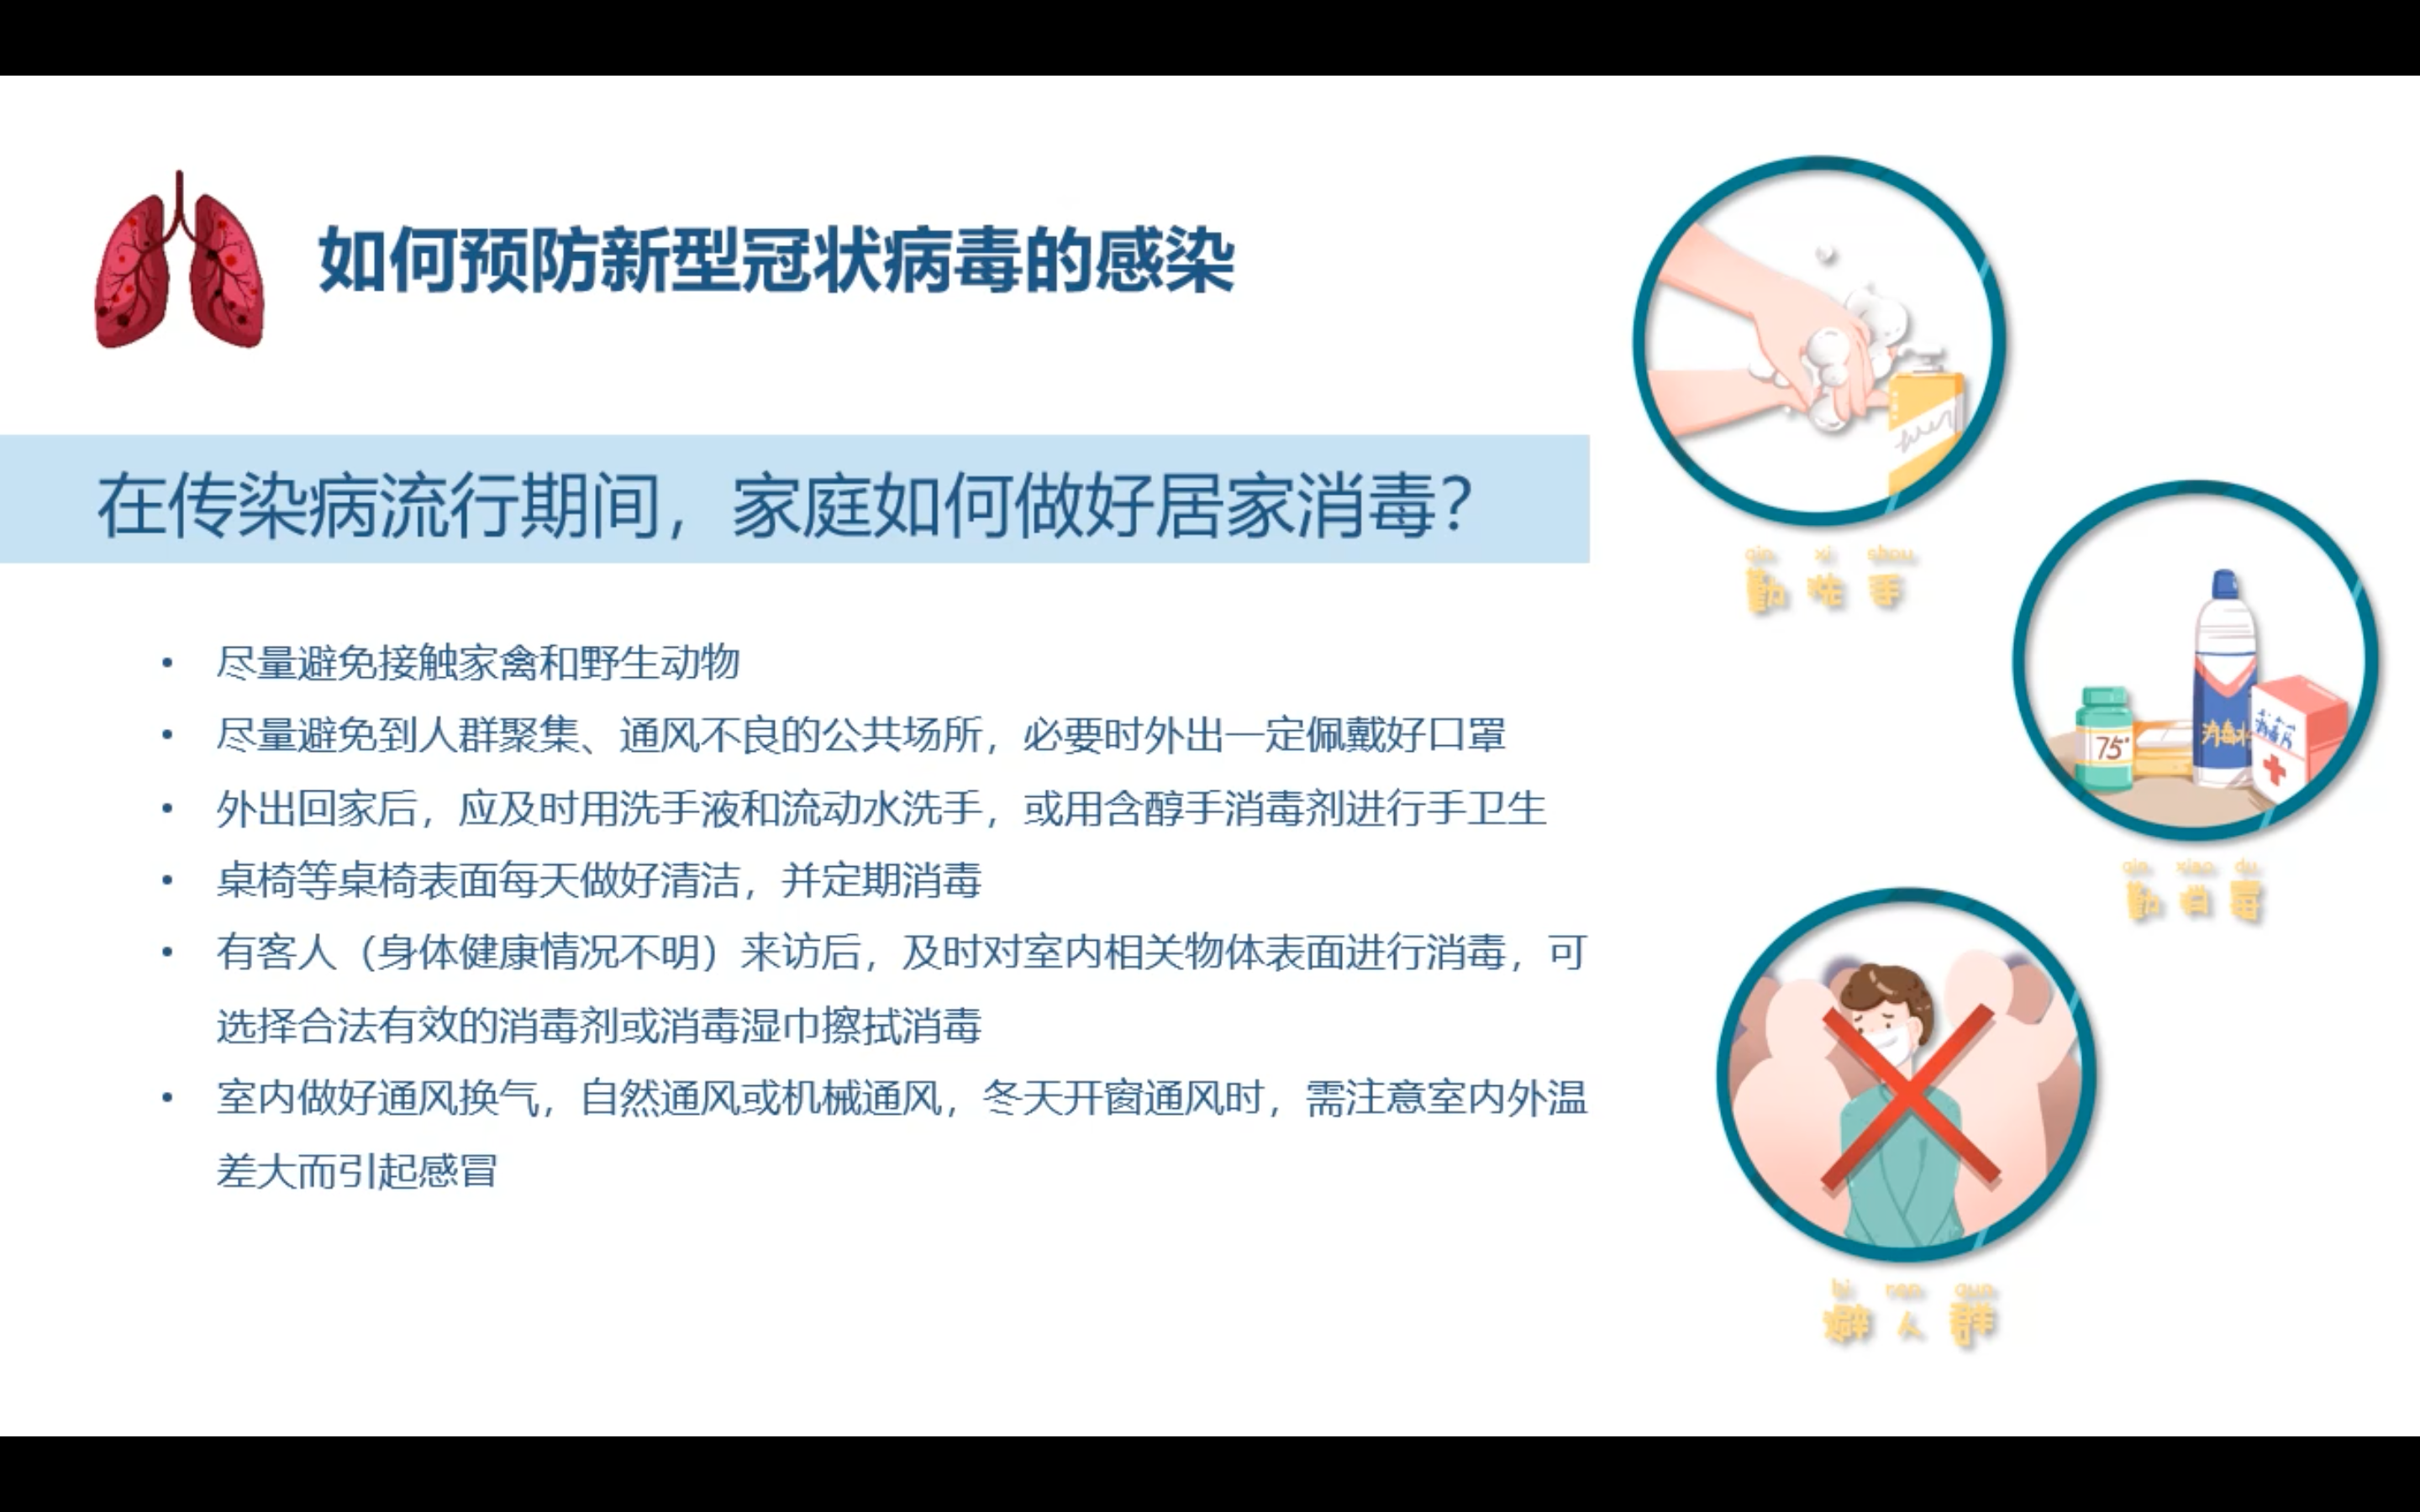 如何预防新型冠状病毒的感染
在传染病流行期间，家庭如何做好居家消毒？
• 尽量避免接触家禽和野生动物
• 尽量避免到人群聚集、通风不良的公共场所，必要时外出一定佩戴好口罩
• 外出回家后，应及时用洗手液和流动水洗手，或用含醇手消毒剂进行手卫生
• 桌椅等桌椅表面每天做好清洁，并定期消毒
• 有客人（身体健康情况不明）来访后，及时对室内相关物体表面进行消毒，可
选择合法有效的消毒剂或消毒湿巾擦拭消毒
• 室内做好通风换气，自然通风或机械通风，冬天开窗通风时，需注意室内外温
差大而引起感冒
qin xi shou
勤洗手
75°
消毒水
消毒片
qin xiao du
勤消毒
bi ren qun
避人群